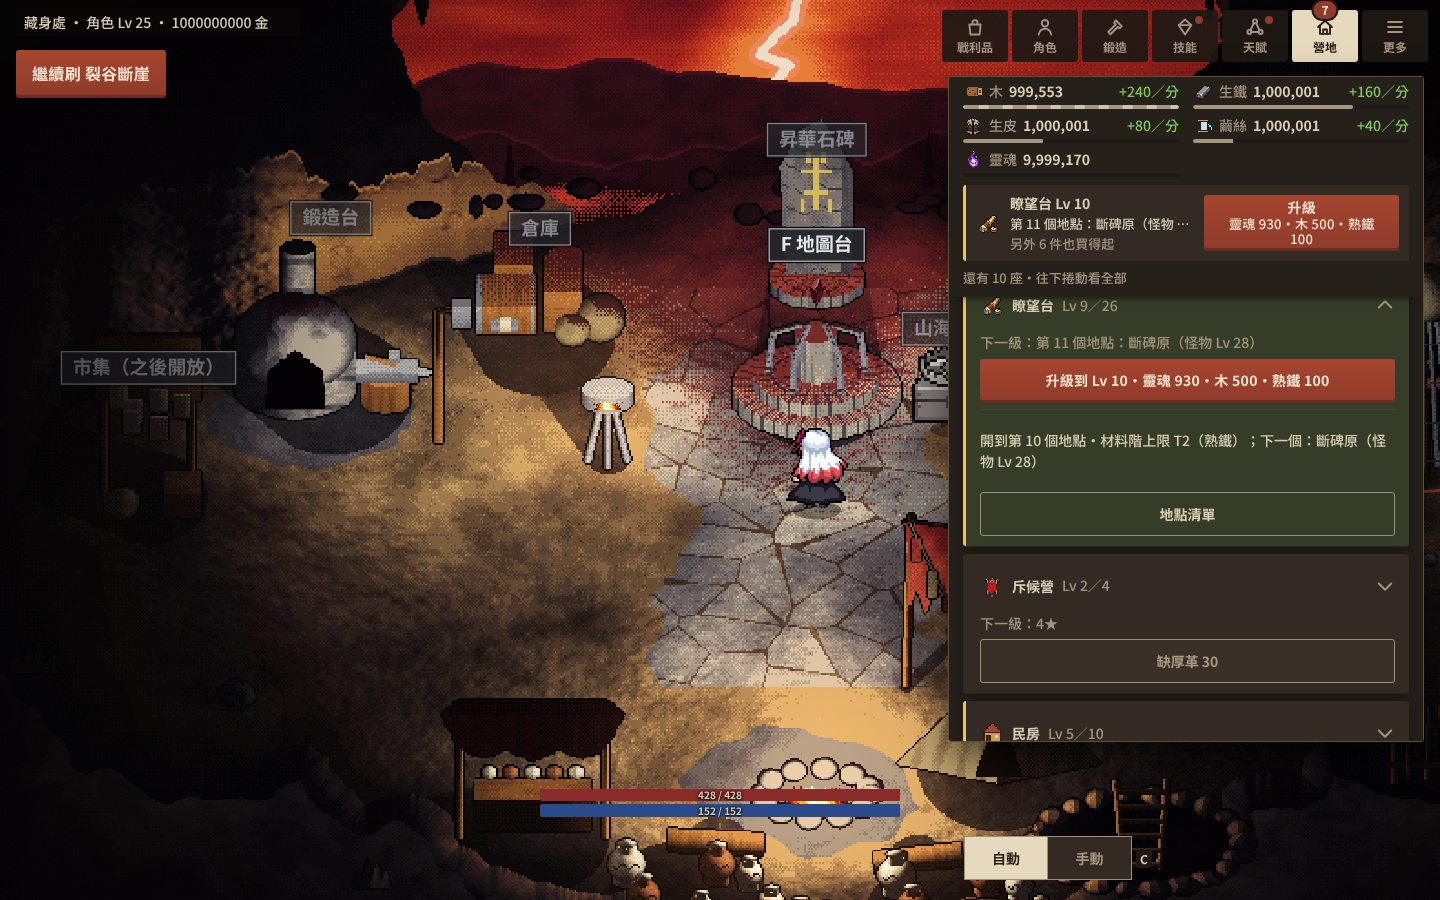 藏身處 · 角色 Lv 25 · 1000000000 金
繼續刷 裂谷斷崖
戰利品
角色
鍛造
技能
天賦
7
營地
更多
木 999,553 +240／分
生鐵 1,000,001 +160／分
生皮 1,000,001 +80／分
繭絲 1,000,001 +40／分
靈魂 9,999,170
瞭望台 Lv 10
第 11 個地點：斷碑原（怪物 ⋯
另外 6 件也買得起
升級
靈魂 930・木 500・熟鐵
100
還有 10 座・往下捲動看全部
瞭望台 Lv 9／26
下一級：第 11 個地點：斷碑原（怪物 Lv 28）
升級到 Lv 10・靈魂 930・木 500・熟鐵 100
開到第 10 個地點・材料階上限 T2（熟鐵）；下一個：斷碑原（怪
物 Lv 28）
地點清單
斥候營 Lv 2／4
下一級：4★
缺厚革 30
民房 Lv 5／10
昇華石碑
鍛造台
倉庫
F 地圖台
山海
市集（之後開放）
428 / 428
152 / 152
自動
手動
C